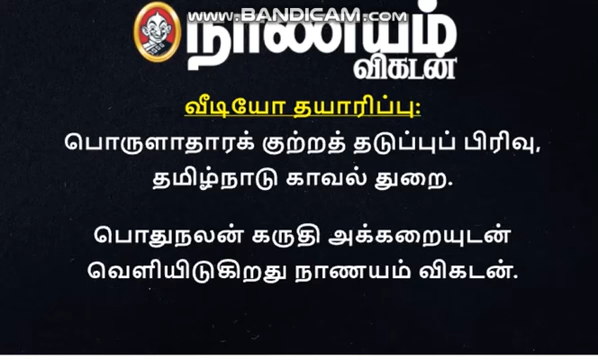 www.BANDICAM.com
நாணயம்
விகடன்
வீடியோ தயாரிப்பு:
பொருளாதாரக் குற்றத் தடுப்புப் பிரிவு,
தமிழ்நாடு காவல் துறை.
பொதுநலன் கருதி அக்கறையுடன்
வெளியிடுகிறது நாணயம் விகடன்.